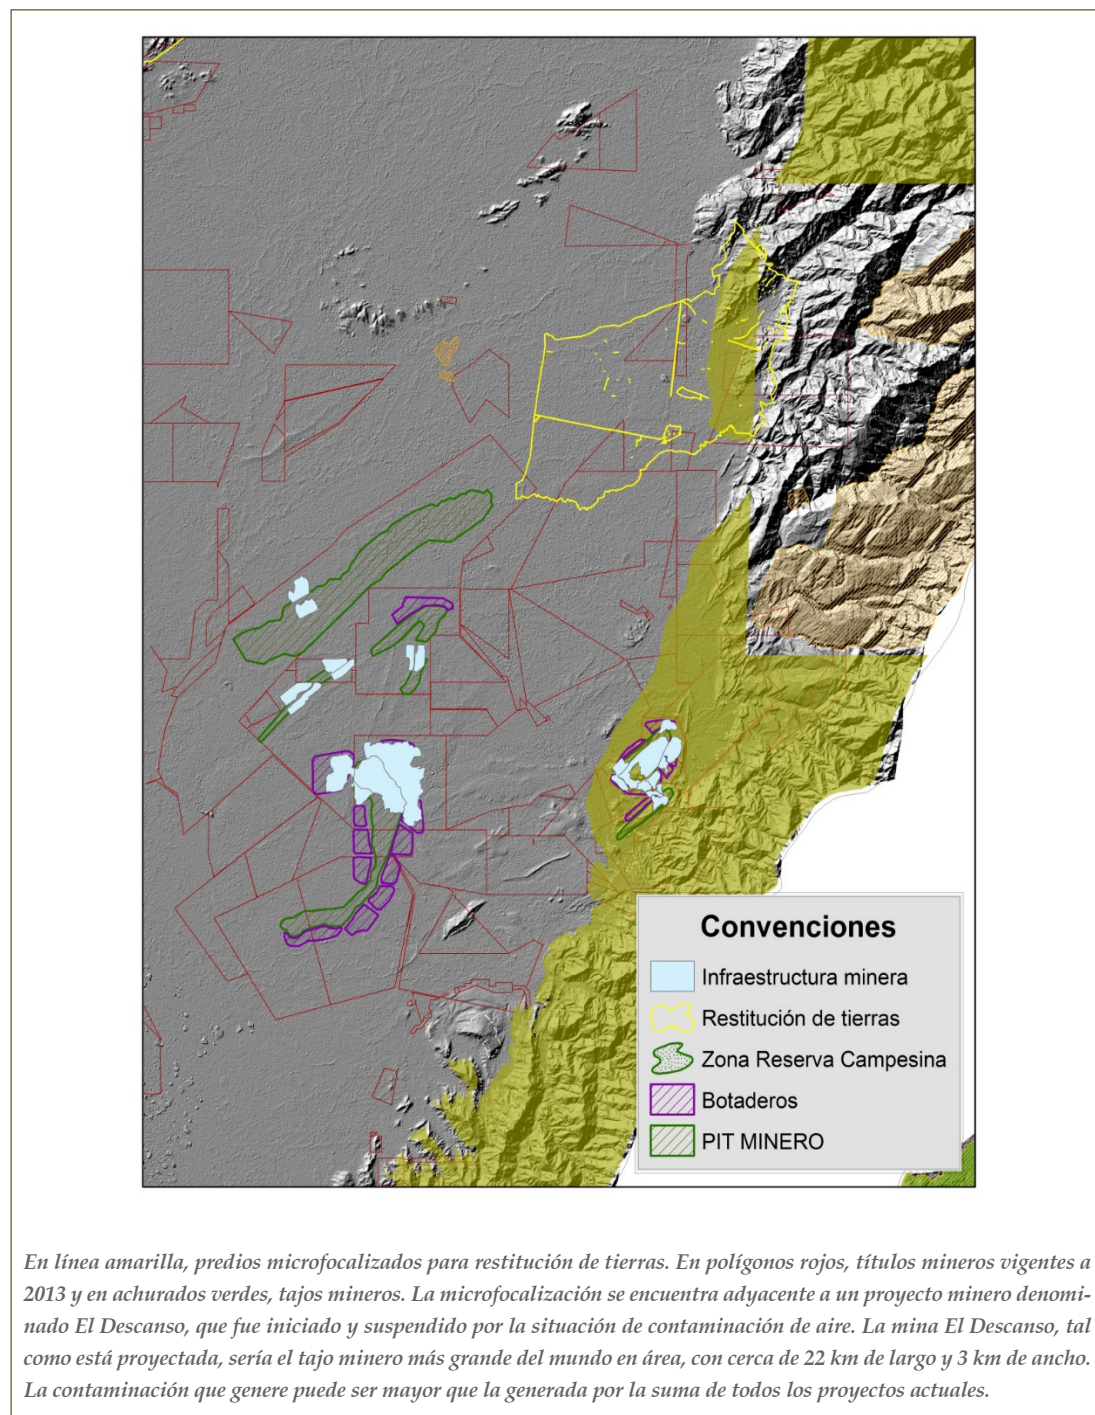 Convenciones
Infraestructura minera
Restitución de tierras
Zona Reserva Campesina
Botaderos
PIT MINERO
En línea amarilla, predios microfocalizados para restitución de tierras. En polígonos rojos, títulos mineros vigentes a
2013 y en achurados verdes, tajos mineros. La microfocalización se encuentra adyacente a un proyecto minero denomi-
nado El Descanso, que fue iniciado y suspendido por la situación de contaminación de aire. La mina El Descanso, tal
como está proyectada, sería el tajo minero más grande del mundo en área, con cerca de 22 km de largo y 3 km de ancho.
La contaminación que genere puede ser mayor que la generada por la suma de todos los proyectos actuales.